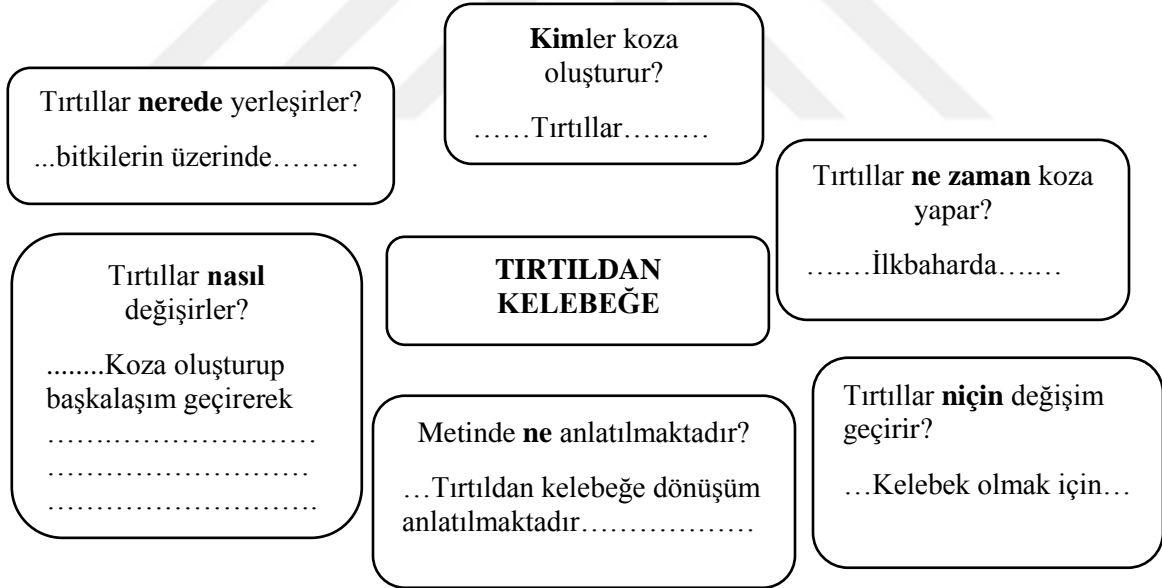 Kimler koza
oluşturur?
……Tırtıllar………
Tırtıllar nerede yerleşirler?
...bitkilerin üzerinde………
Tırtıllar ne zaman koza
yapar?
….…İlkbaharda….…
Tırtıllar nasıl
değişirler?
........Koza oluşturup
başkalaşım geçirerek
……………………….
……………………….
……………………….
TIRTILDAN
KELEBEĞE
Tırtıllar niçin değişim
geçirir?
…Kelebek olmak için…
Metinde ne anlatılmaktadır?
…Tırtıldan kelebeğe dönüşüm
anlatılmaktadır………………